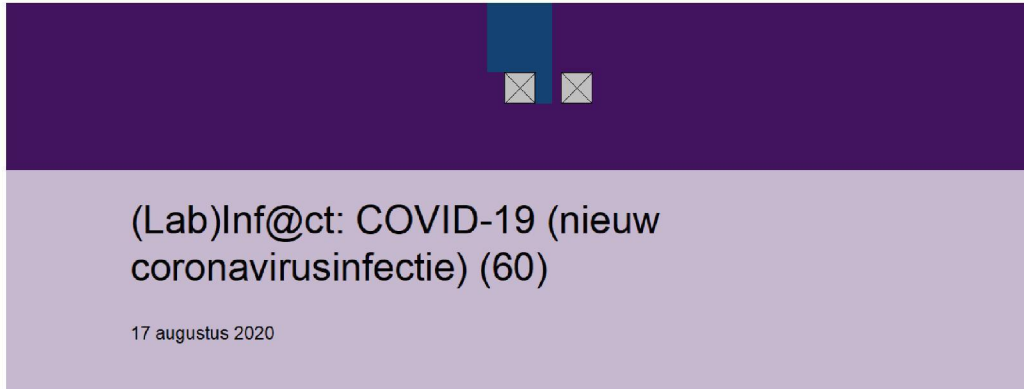 (Lab)Inf@ct: COVID-19 (nieuw
coronavirusinfectie) (60)
17 augustus 2020